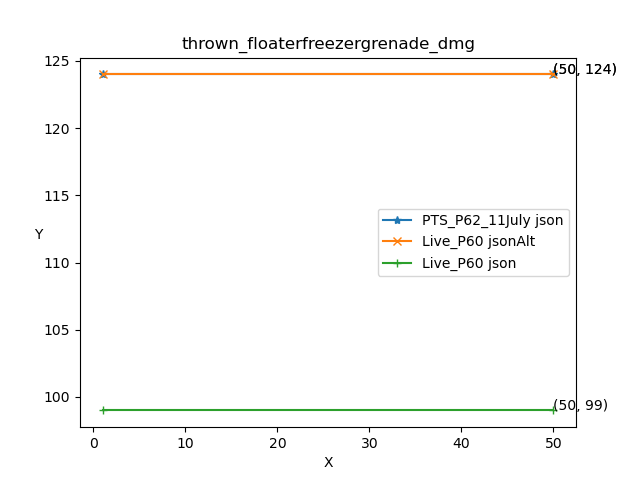 thrown_floaterfreezergrenade_dmg
125
(50, 124)
120
115
PTS_P62_11July json
Y
Live_P60 jsonAlt
110
Live_P60 json
105
100
(50, 99)
0 10 20 30 40 50
X